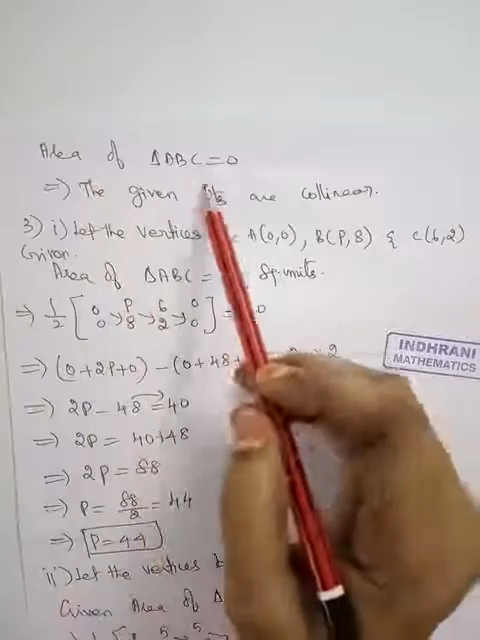 Area of ΔABC = 0
=) The given pts are collinear.
3) i) Let the vertices A(0,0), B(P,8) & C(6,2)
Given.
Area of ΔABC = Sq.units.
=> 1/2 [ 0 P 6 0
0 8 2 0 ] = 0
=> (0+2P+0) - (0+48+ 2
=> 2P - 48 = 40
=> 2P = 40+48
=> 2P = 88
=> P = 88/2 = 44
=> P = 44
ii) Let the vertices
Given Area of Δ
INDHRANI
MATHEMATICS